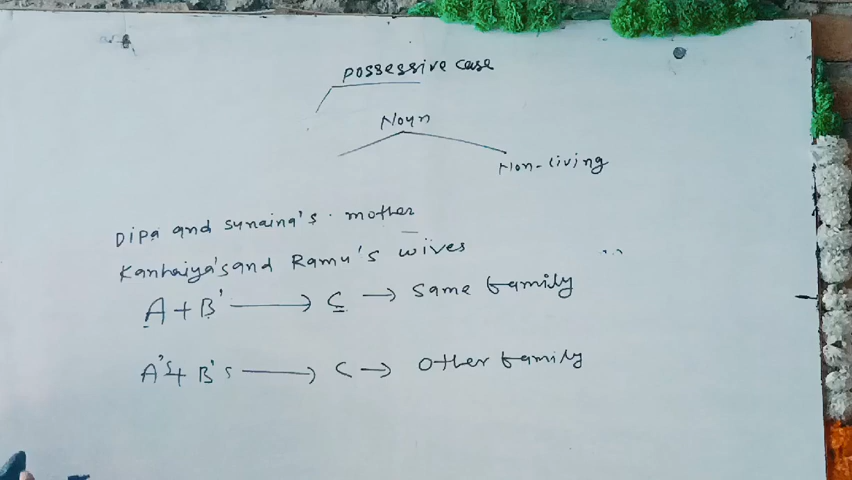 possessive case
Noun
Non-living
Dipa and Sunaina's. mother
Kanhaiya's and Ramu's wives
A + B' → C → Same family
A's + B's → C → Other family